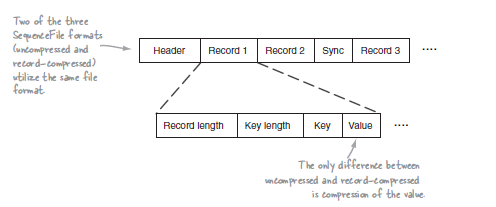 Two of the three
SequenceFile formats
(uncompressed and
record-compressed)
utilize the same file
format.
Header Record 1 Record 2 Sync Record 3 ....
Record length Key length Key Value ....
The only difference between
uncompressed and record-compressed
is compression of the value.